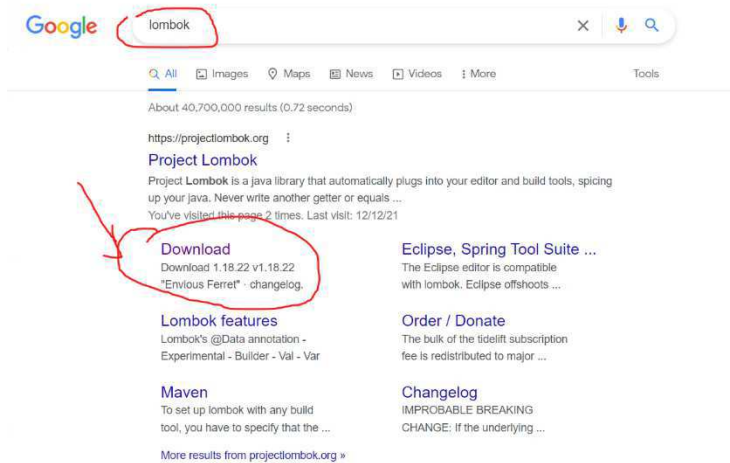 Google
lombok
All Images Maps News Videos More Tools
About 40,700,000 results (0.72 seconds)
https://projectlombok.org
Project Lombok
Project Lombok is a java library that automatically plugs into your editor and build tools, spicing
up your java. Never write another getter or equals ...
You've visited this page 2 times. Last visit: 12/12/21
Download
Download 1.18.22 v1.18.22
"Envious Ferret" · changelog.
Eclipse, Spring Tool Suite ...
The Eclipse editor is compatible
with lombok. Eclipse offshoots ...
Lombok features
Lombok's @Data annotation -
Experimental - Builder - Val - Var
Order / Donate
The bulk of the tidelift subscription
fee is redistributed to major ...
Maven
To set up lombok with any build
tool, you have to specify that the ...
Changelog
IMPROBABLE BREAKING
CHANGE: If the underlying ...
More results from projectlombok.org »